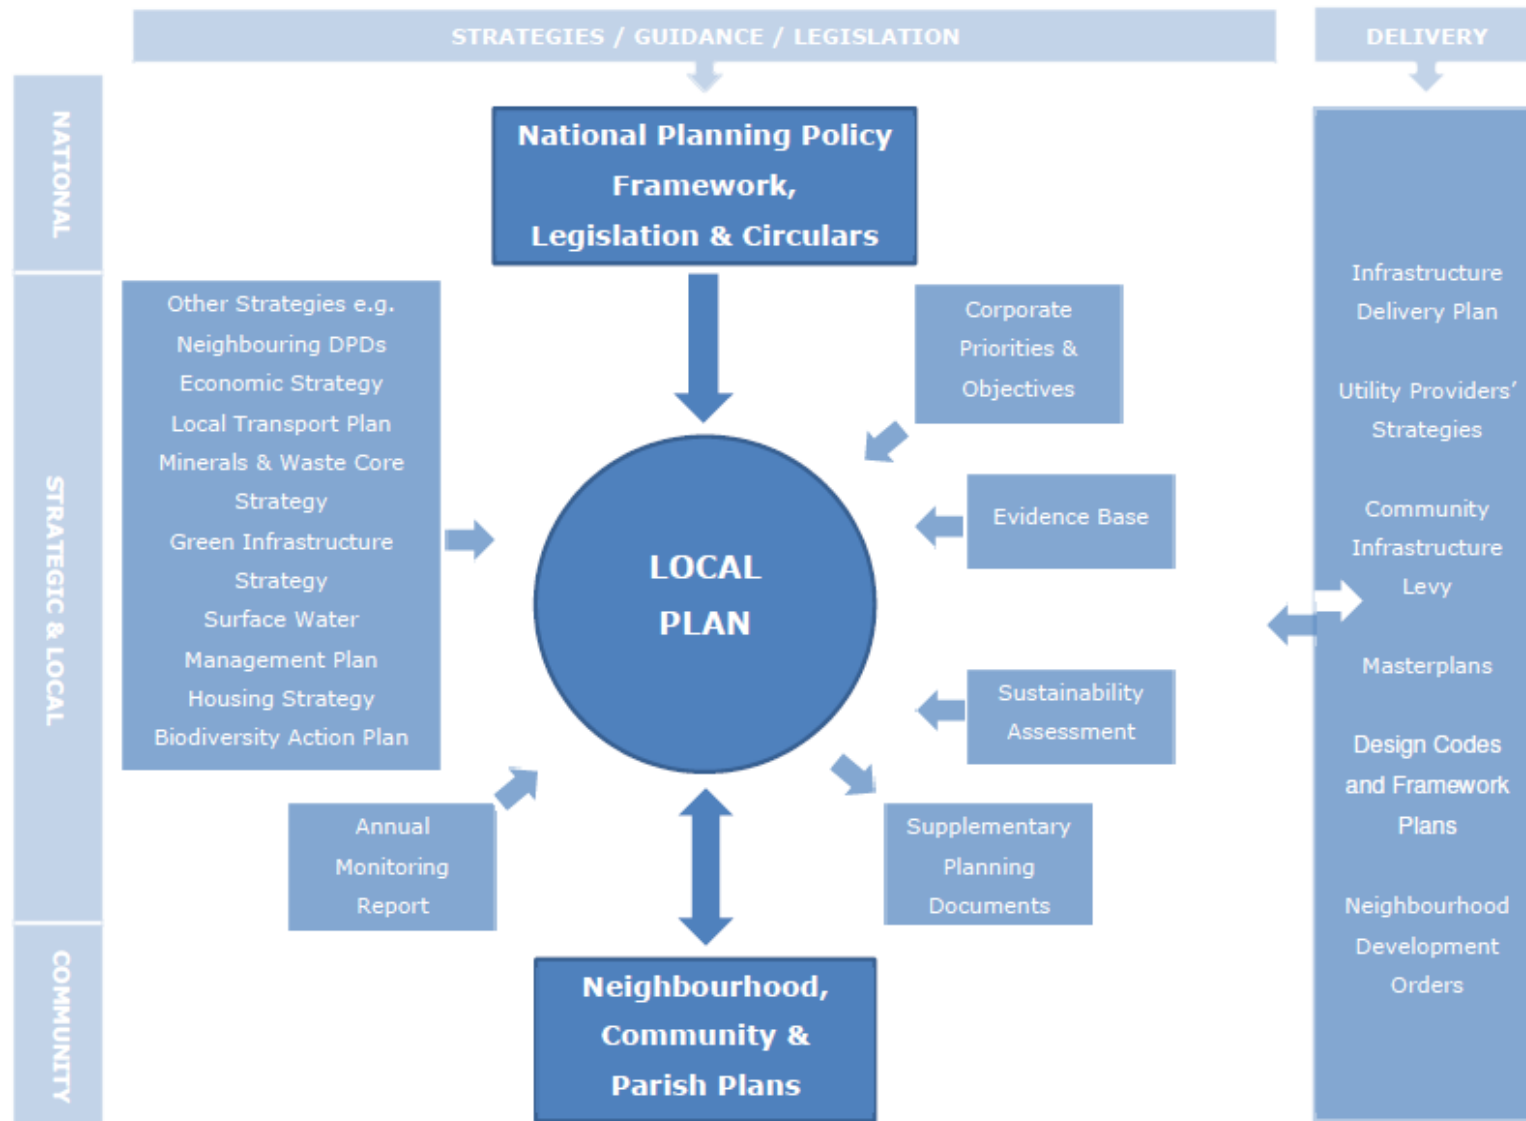 STRATEGIES / GUIDANCE / LEGISLATION
DELIVERY
NATIONAL
National Planning Policy
Framework,
Legislation & Circulars
STRATEGIC & LOCAL
Other Strategies e.g.
Neighbouring DPDs
Economic Strategy
Local Transport Plan
Minerals & Waste Core
Strategy
Green Infrastructure
Strategy
Surface Water
Management Plan
Housing Strategy
Biodiversity Action Plan
Corporate
Priorities &
Objectives
Evidence Base
LOCAL
PLAN
Sustainability
Assessment
Annual
Monitoring
Report
Supplementary
Planning
Documents
COMMUNITY
Neighbourhood,
Community &
Parish Plans
Infrastructure
Delivery Plan
Utility Providers’
Strategies
Community
Infrastructure
Levy
Masterplans
Design Codes
and Framework
Plans
Neighbourhood
Development
Orders